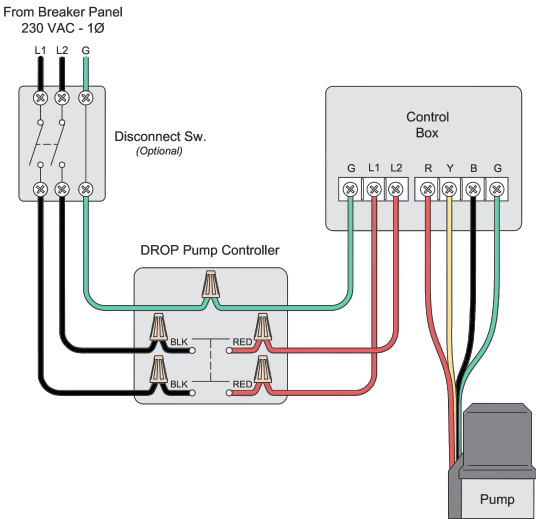 From Breaker Panel
230 VAC - 1Ø
L1 L2 G
Disconnect Sw.
(Optional)
Control
Box
G L1 L2 R Y B G
DROP Pump Controller
BLK RED
BLK RED
Pump